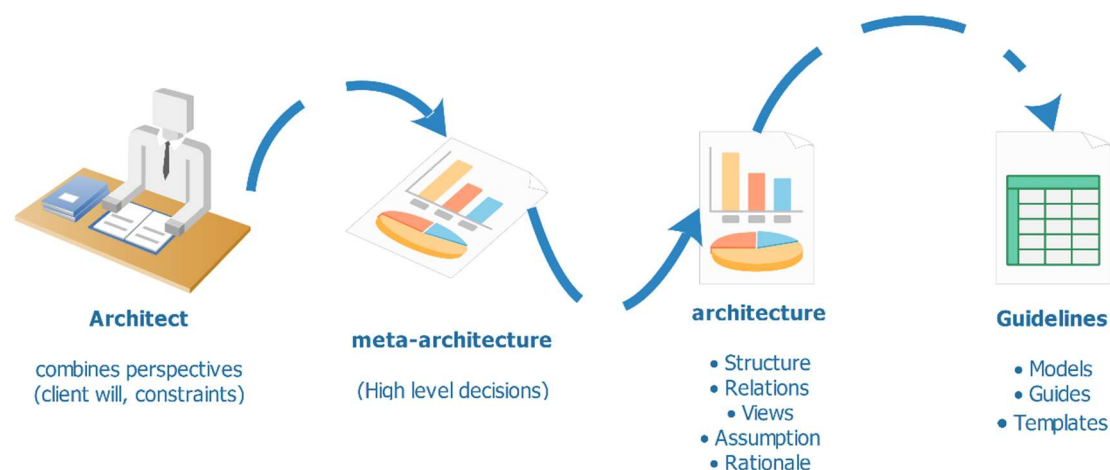 Architect
combines perspectives
(client will, constraints)
meta-architecture
(High level decisions)
architecture
• Structure
• Relations
• Views
• Assumption
• Rationale
Guidelines
• Models
• Guides
• Templates